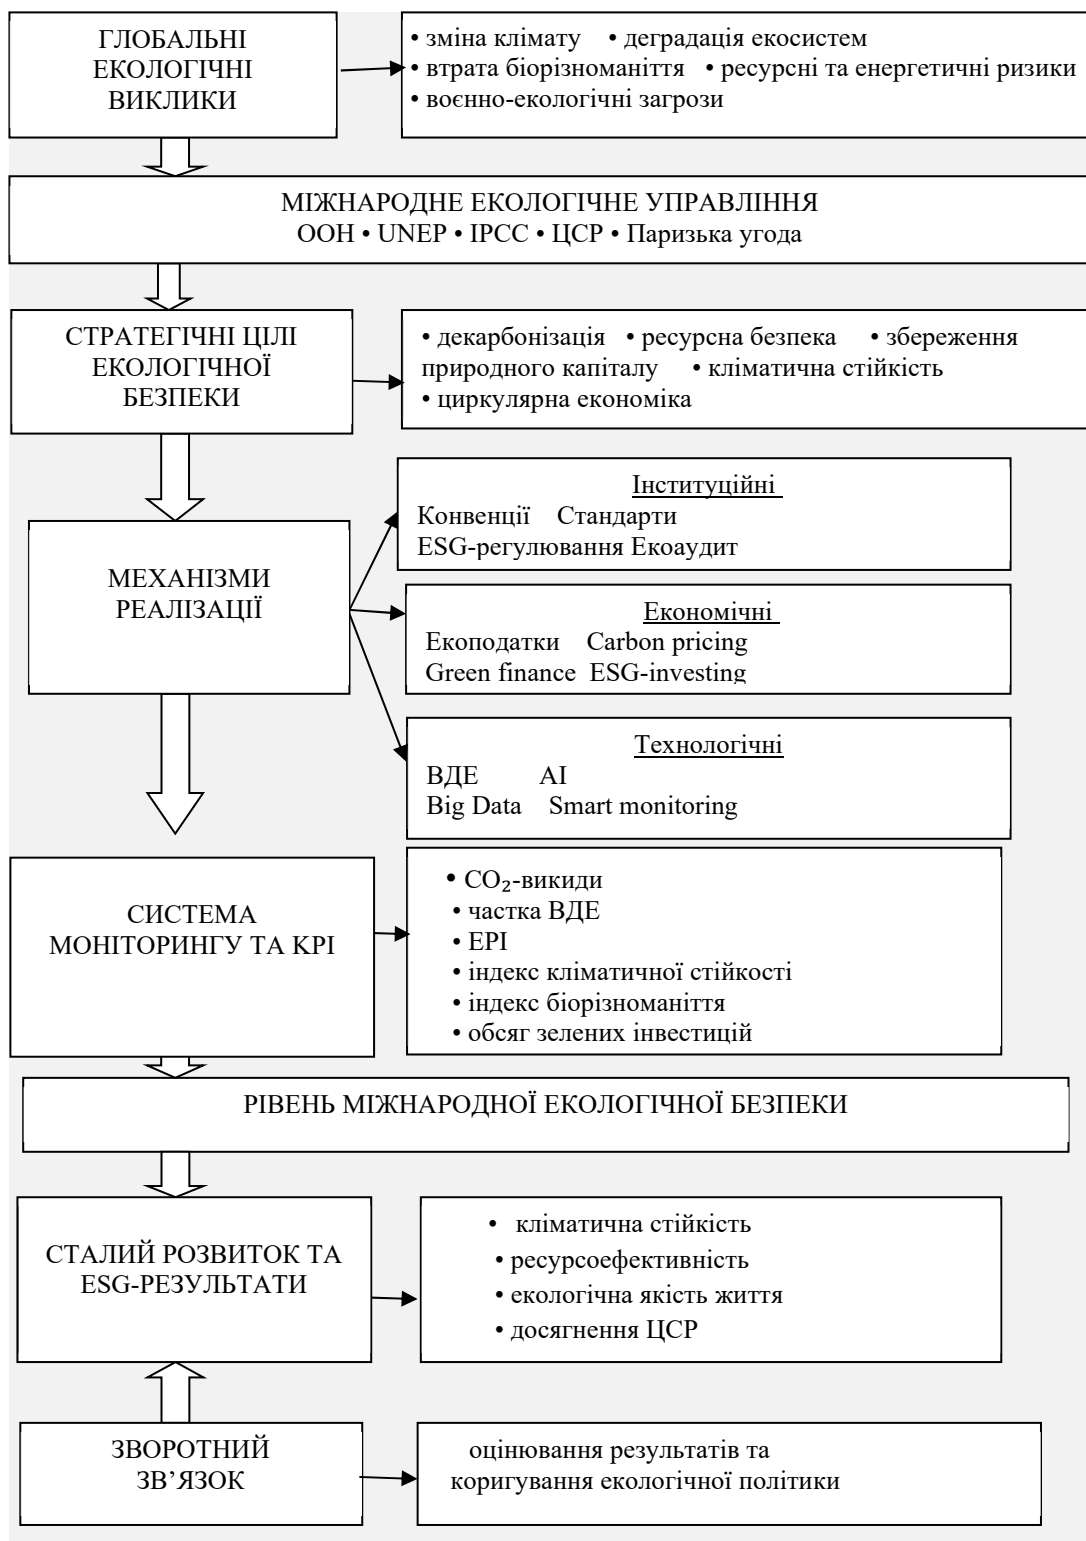 ГЛОБАЛЬНІ
ЕКОЛОГІЧНІ
ВИКЛИКИ
• зміна клімату • деградація екосистем
• втрата біорізноманіття • ресурсні та енергетичні ризики
• воєнно-екологічні загрози
МІЖНАРОДНЕ ЕКОЛОГІЧНЕ УПРАВЛІННЯ
ООН • UNEP • IPCC • ЦСР • Паризька угода
СТРАТЕГІЧНІ ЦІЛІ
ЕКОЛОГІЧНОЇ
БЕЗПЕКИ
• декарбонізація • ресурсна безпека • збереження
природного капіталу • кліматична стійкість
• циркулярна економіка
МЕХАНІЗМИ
РЕАЛІЗАЦІЇ
Інституційні
Конвенції Стандарти
ESG-регулювання Екоаудит
Економічні
Екоподатки Carbon pricing
Green finance ESG-investing
Технологічні
ВДЕ AI
Big Data Smart monitoring
СИСТЕМА
МОНІТОРИНГУ ТА KPI
• CO₂-викиди
• частка ВДЕ
• EPI
• індекс кліматичної стійкості
• індекс біорізноманіття
• обсяг зелених інвестицій
РІВЕНЬ МІЖНАРОДНОЇ ЕКОЛОГІЧНОЇ БЕЗПЕКИ
СТАЛИЙ РОЗВИТОК ТА
ESG-РЕЗУЛЬТАТИ
• кліматична стійкість
• ресурсоефективність
• екологічна якість життя
• досягнення ЦСР
ЗВОРОТНИЙ
ЗВ’ЯЗОК
оцінювання результатів та
коригування екологічної політики